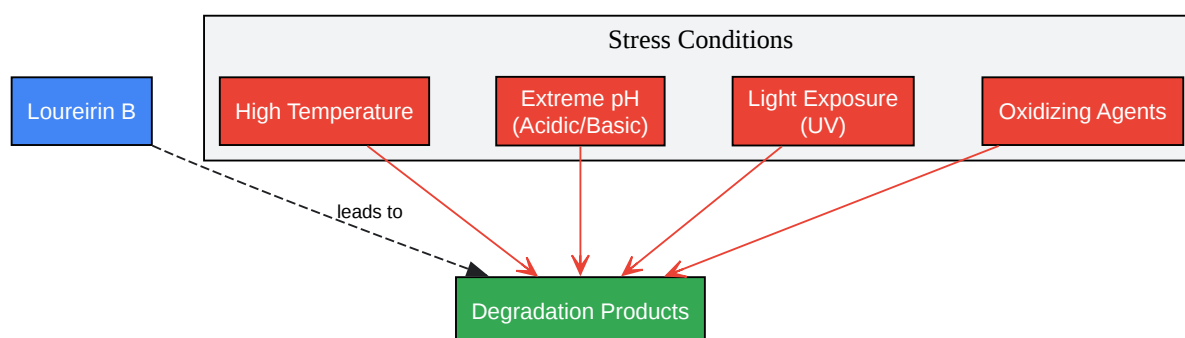 Stress Conditions
Loureirin B
High Temperature
Extreme pH
(Acidic/Basic)
Light Exposure
(UV)
Oxidizing Agents
leads to
Degradation Products